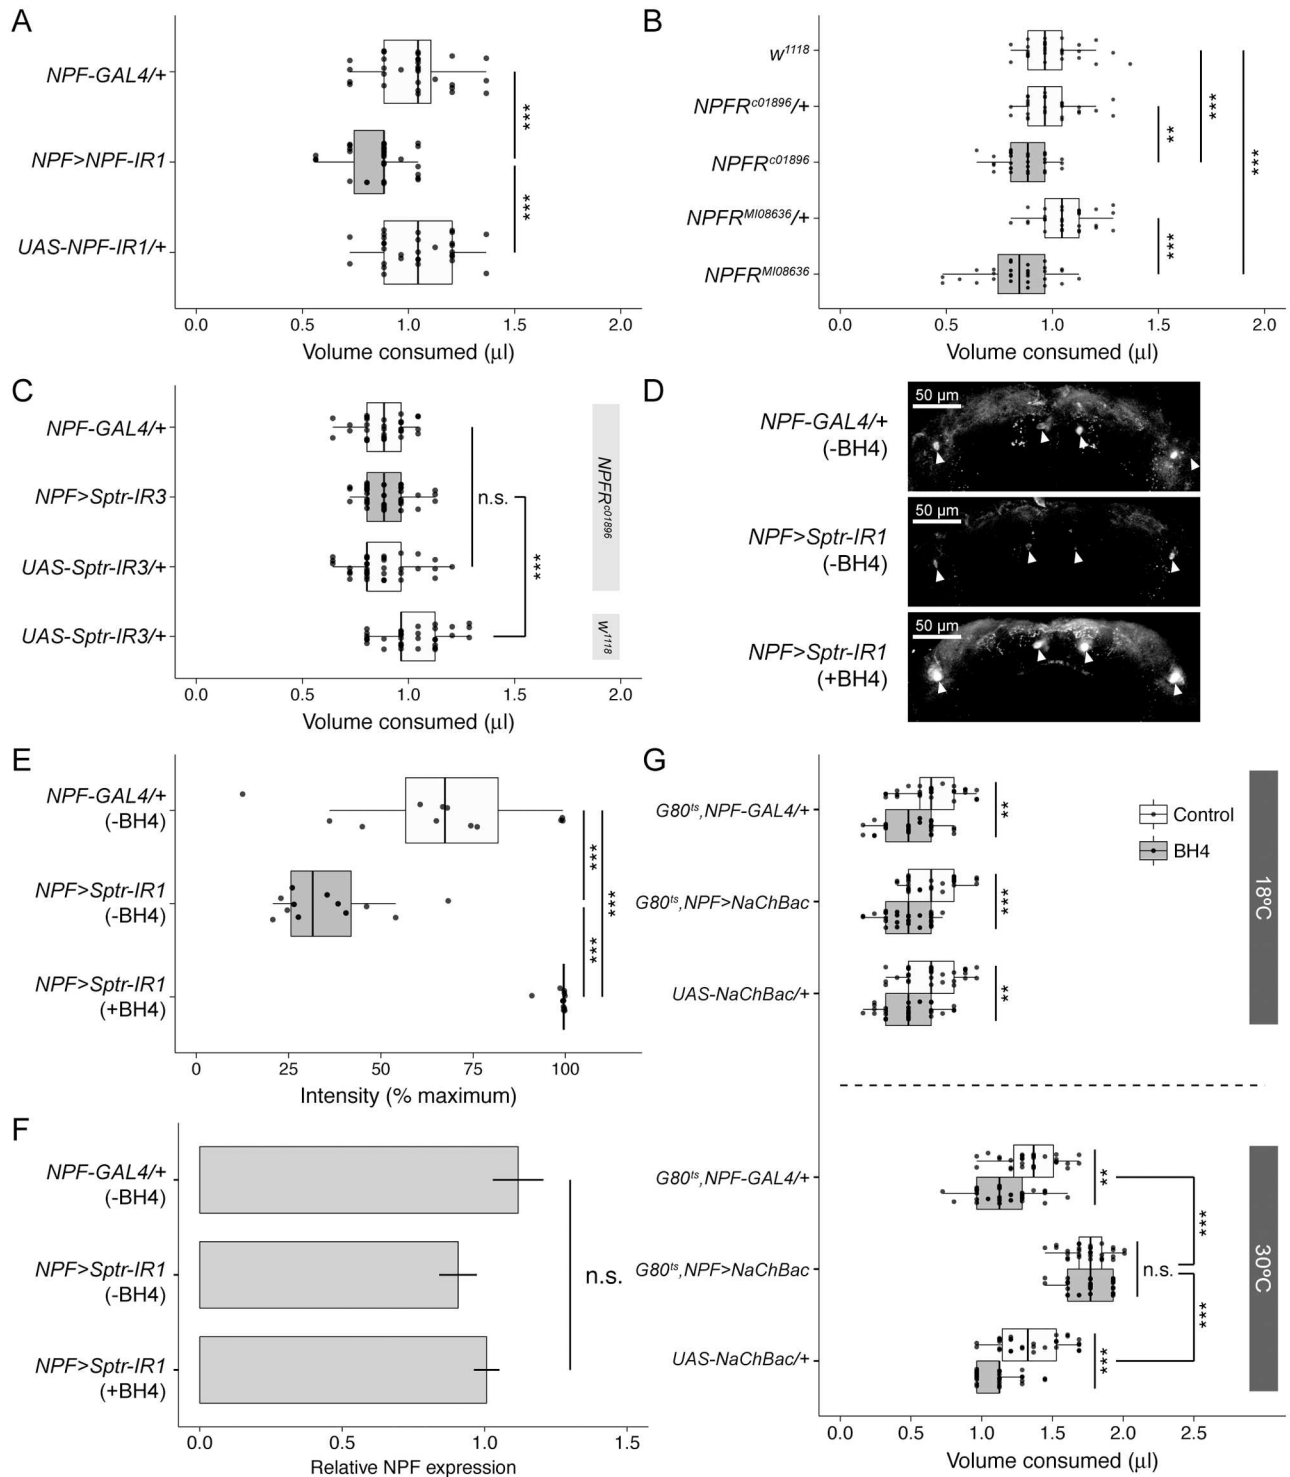 A
NPF-GAL4/+
NPF>NPF-IR1
UAS-NPF-IR1/+
***
***
0.0 0.5 1.0 1.5 2.0
Volume consumed (µl)
B
w1118
NPFRc01896/+
NPFRc01896
NPFRMI08636/+
NPFRMI08636
**
***
***
***
0.0 0.5 1.0 1.5 2.0
Volume consumed (µl)
C
NPF-GAL4/+
NPF>Sptr-IR3
UAS-Sptr-IR3/+
UAS-Sptr-IR3/+
n.s.
***
NPFRc01896
w1118
0.0 0.5 1.0 1.5 2.0
Volume consumed (µl)
D
NPF-GAL4/+
(-BH4)
50 µm
NPF>Sptr-IR1
(-BH4)
50 µm
NPF>Sptr-IR1
(+BH4)
50 µm
E
NPF-GAL4/+
(-BH4)
NPF>Sptr-IR1
(-BH4)
NPF>Sptr-IR1
(+BH4)
***
***
***
0 25 50 75 100
Intensity (% maximum)
F
NPF-GAL4/+
(-BH4)
NPF>Sptr-IR1
(-BH4)
NPF>Sptr-IR1
(+BH4)
n.s.
0.0 0.5 1.0 1.5
Relative NPF expression
G
G80ts,NPF-GAL4/+
G80ts,NPF>NaChBac
UAS-NaChBac/+
**
***
**
Control
BH4
18ºC
G80ts,NPF-GAL4/+
G80ts,NPF>NaChBac
UAS-NaChBac/+
**
n.s.
***
***
***
30ºC
0.0 0.5 1.0 1.5 2.0 2.5
Volume consumed (µl)